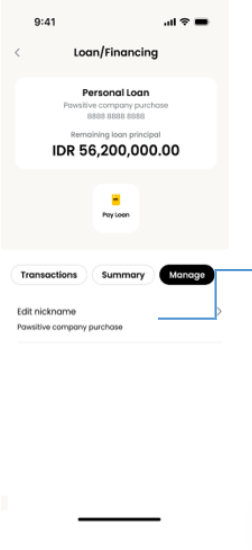 9:41
Loan/Financing
Personal Loan
Pawsitive company purchase
8888 8888 8888
Remaining loan principal
IDR 56,200,000.00
Pay Loan
Transactions Summary Manage
Edit nickname
Pawsitive company purchase